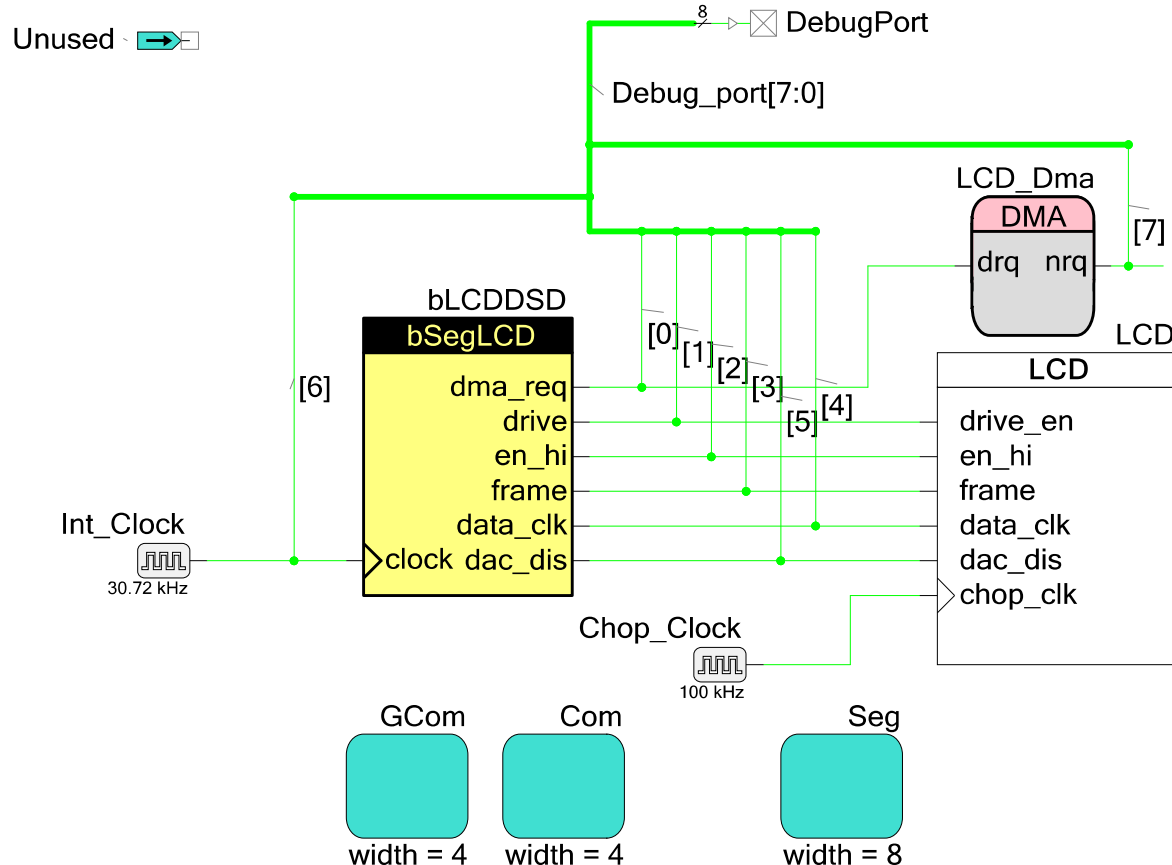 Unused
8
DebugPort
Debug_port[7:0]
LCD_Dma
DMA
[7]
drq nrq
bLCDDSD
bSegLCD
LCD
LCD
[0]
[1]
[2]
[3]
[5]
[4]
[6]
dma_req
drive
drive_en
en_hi
en_hi
frame
frame
Int_Clock
data_clk
data_clk
clock dac_dis
dac_dis
30.72 kHz
chop_clk
Chop_Clock
100 kHz
GCom
Com
Seg
width = 4
width = 4
width = 8